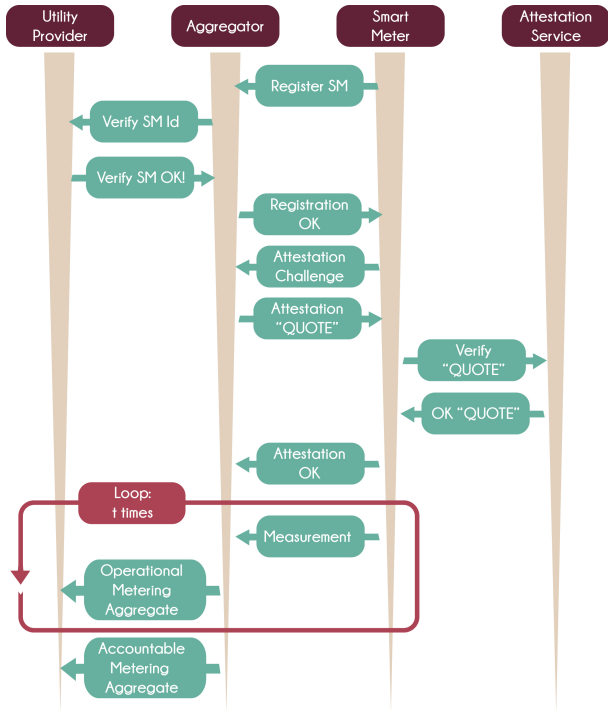 Utility
Provider
Aggregator
Smart
Meter
Attestation
Service
Register SM
Verify SM Id
Verify SM OK!
Registration
OK
Attestation
Challenge
Attestation
“QUOTE”
Verify
“QUOTE”
OK “QUOTE”
Attestation
OK
Loop:
t times
Measurement
Operational
Metering
Aggregate
Accountable
Metering
Aggregate